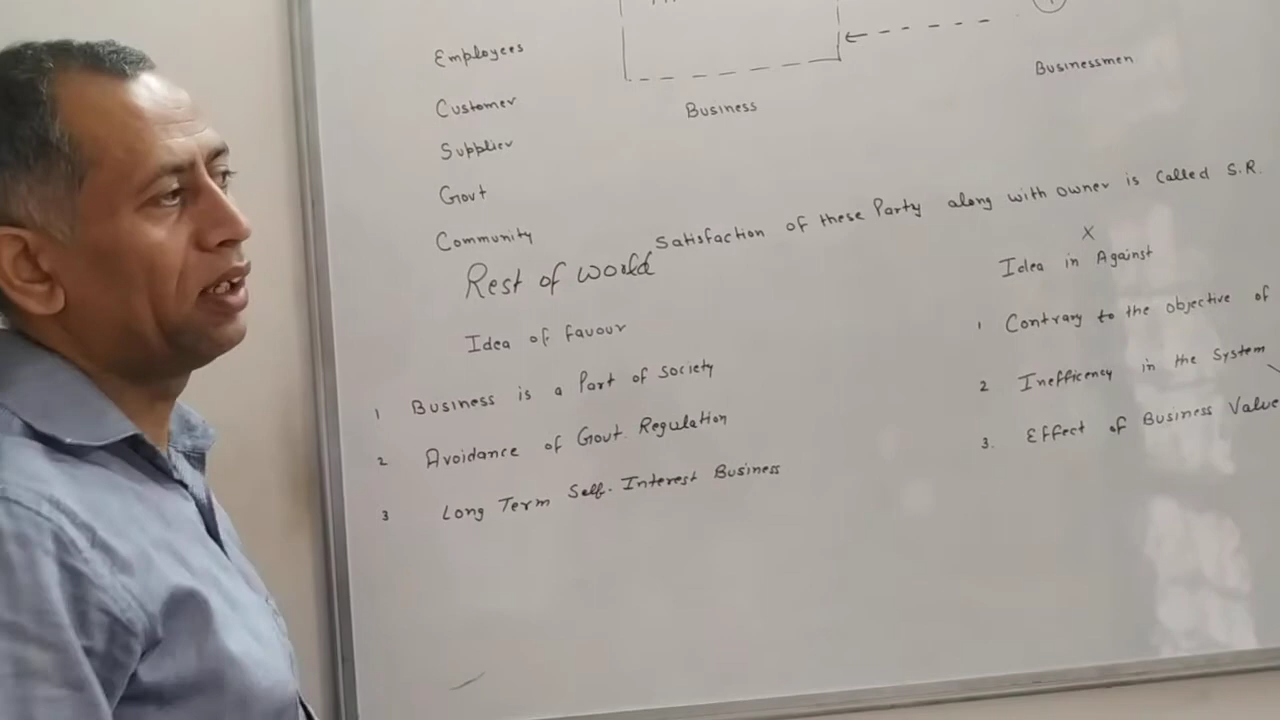 Employees
Businessmen
Customer
Business
Supplier
Govt
Community
Satisfaction of these Party along with owner is called S.R.
Rest of world
X
Idea in Against
Idea of favour
1 Contrary to the objective of
1 Business is a Part of society
2 Inefficency in the system
2 Avoidance of Govt. Regulation
3. Effect of Business Value
3 Long Term Self. Interest Business